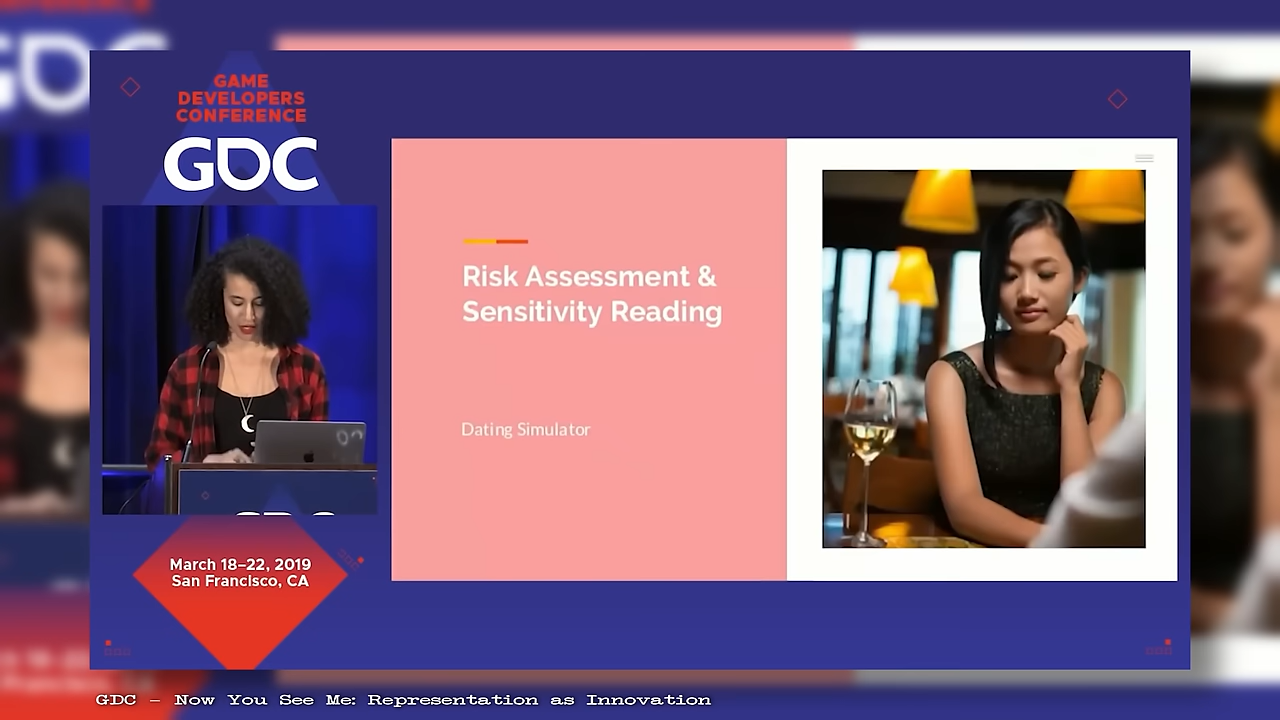 GAME
DEVELOPERS
CONFERENCE
GDC
Risk Assessment &
Sensitivity Reading
Dating Simulator
March 18–22, 2019
San Francisco, CA
GDC – Now You See Me: Representation as Innovation